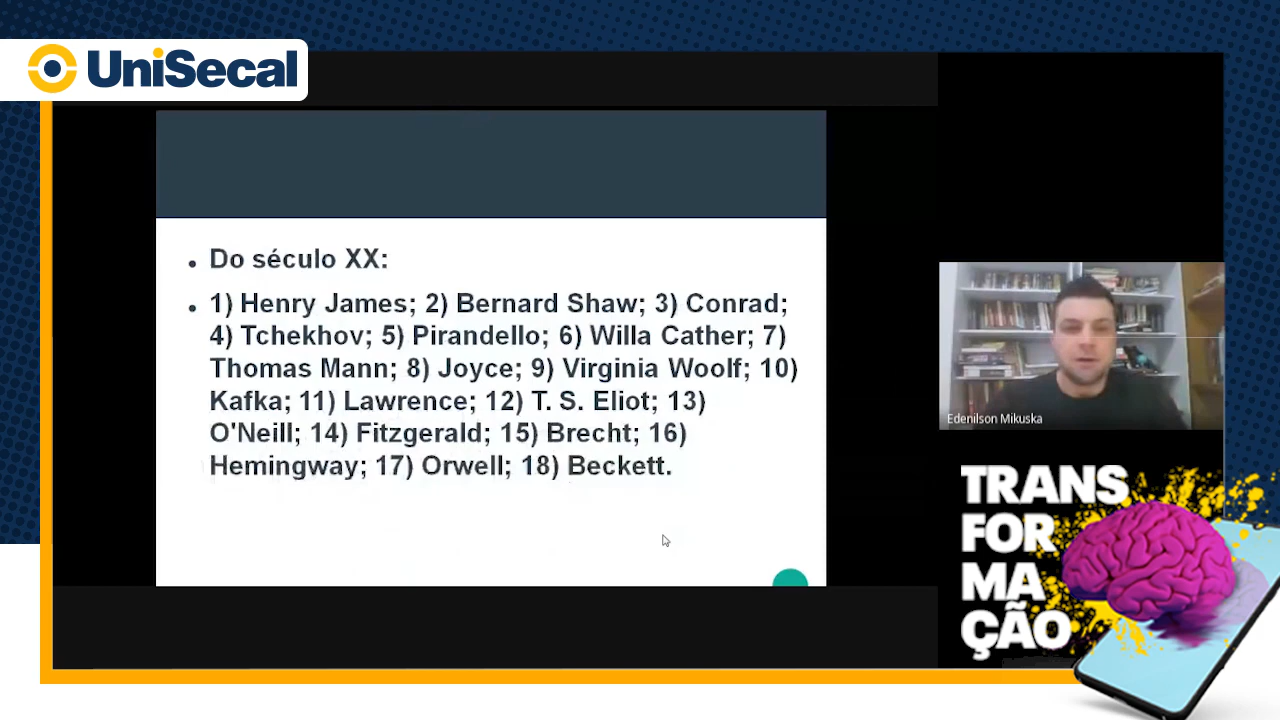 UniSecal
Do século XX:
1) Henry James; 2) Bernard Shaw; 3) Conrad;
4) Tchekhov; 5) Pirandello; 6) Willa Cather; 7)
Thomas Mann; 8) Joyce; 9) Virginia Woolf; 10)
Kafka; 11) Lawrence; 12) T. S. Eliot; 13)
O'Neill; 14) Fitzgerald; 15) Brecht; 16)
Hemingway; 17) Orwell; 18) Beckett.
Edenilson Mikuska
TRANS
FOR
MA
ÇÃO